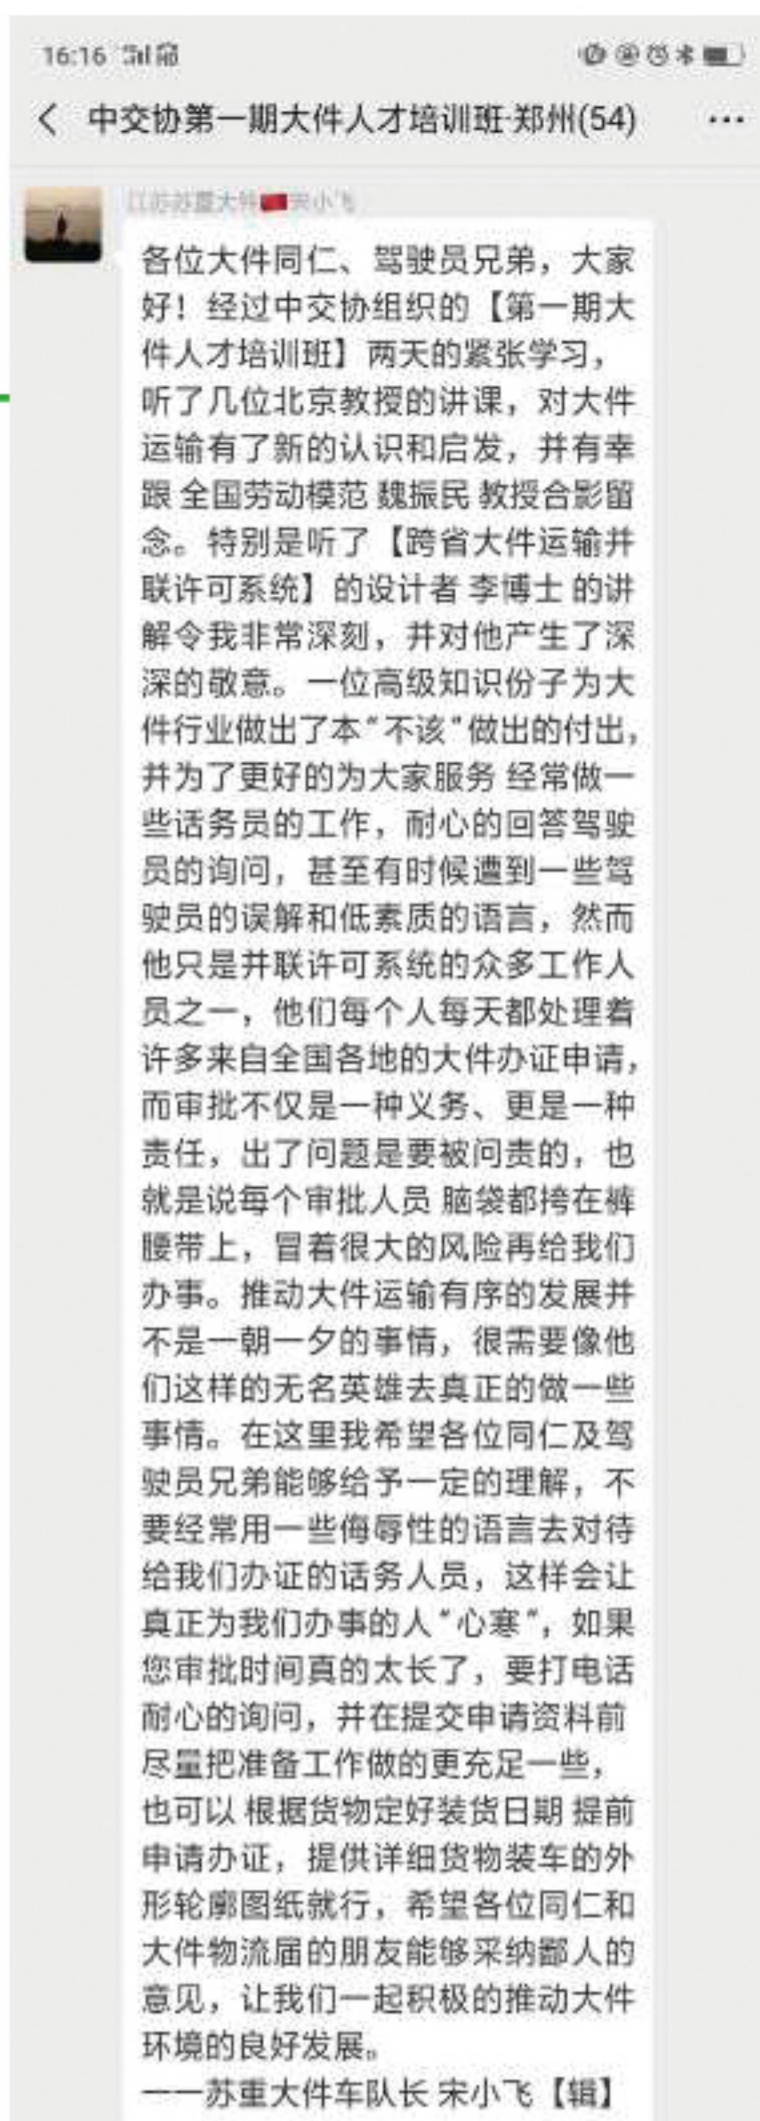 16:16
中交协第一期大件人才培训班-郑州(54)
江苏苏重大件 宋小飞
各位大件同仁、驾驶员兄弟，大家
好！经过中交协组织的【第一期大
件人才培训班】两天的紧张学习，
听了几位北京教授的讲课，对大件
运输有了新的认识和启发，并有幸
跟 全国劳动模范 魏振民 教授合影留
念。特别是听了【跨省大件运输并
联许可系统】的设计者 李博士 的讲
解令我非常深刻，并对他产生了深
深的敬意。一位高级知识份子为大
件行业做出了本“不该”做出的付出，
并为了更好的为大家服务 经常做一
些话务员的工作，耐心的回答驾驶
员的询问，甚至有时候遭到一些驾
驶员的误解和低素质的语言，然而
他只是并联许可系统的众多工作人
员之一，他们每个人每天都处理着
许多来自全国各地的大件办证申请，
而审批不仅是一种义务、更是一种
责任，出了问题是要被问责的，也
就是说每个审批人员 脑袋都挎在裤
腰带上，冒着很大的风险再给我们
办事。推动大件运输有序的发展并
不是一朝一夕的事情，很需要像他
们这样的无名英雄去真正的做一些
事情。在这里我希望各位同仁及驾
驶员兄弟能够给予一定的理解，不
要经常用一些侮辱性的语言去对待
给我们办证的话务人员，这样会让
真正为我们办事的人“心寒”，如果
您审批时间真的太长了，要打电话
耐心的询问，并在提交申请资料前
尽量把准备工作做的更充足一些，
也可以 根据货物定好装货日期 提前
申请办证，提供详细货物装车的外
形轮廓图纸就行，希望各位同仁和
大件物流届的朋友能够采纳鄙人的
意见，让我们一起积极的推动大件
环境的良好发展。
——苏重大件车队长 宋小飞【辑】